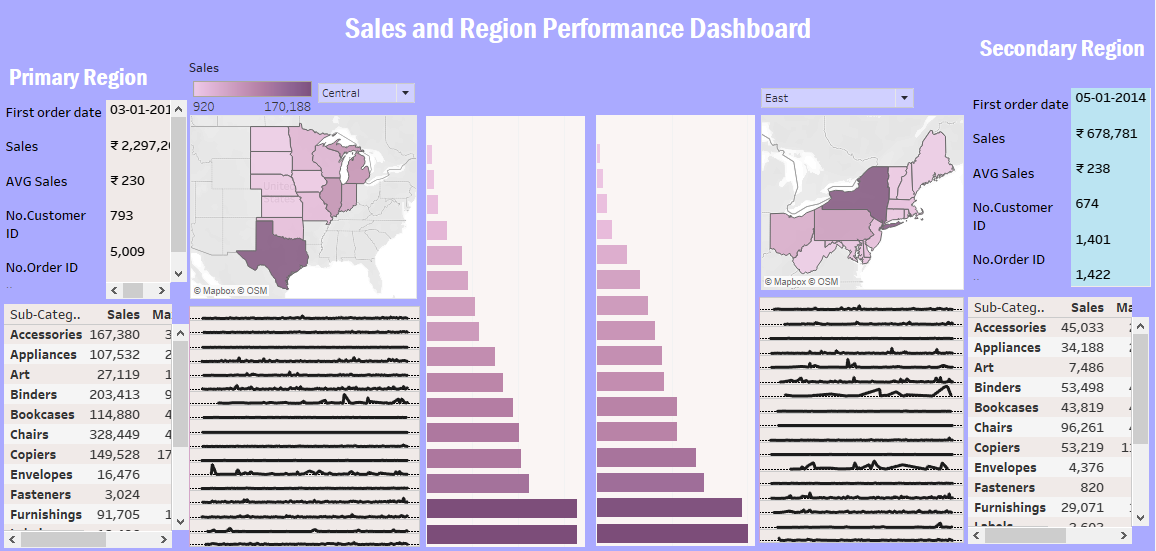 Sales and Region Performance Dashboard
Primary Region
First order date 03-01-201
Sales ₹ 2,297,20
AVG Sales ₹ 230
No.Customer 793
ID
No.Order ID 5,009
Sales
920 170,188
Central
© Mapbox © OSM
Sub-Categ.. Sales Ma
Accessories 167,380 3
Appliances 107,532 2
Art 27,119 1
Binders 203,413 9
Bookcases 114,880 4
Chairs 328,449 4
Copiers 149,528 17
Envelopes 16,476
Fasteners 3,024
Furnishings 91,705 1
East
© Mapbox © OSM
Secondary Region
First order date 05-01-2014
Sales ₹ 678,781
AVG Sales ₹ 238
No.Customer 674
ID
No.Order ID 1,401
1,422
Sub-Categ.. Sales Ma
Accessories 45,033
Appliances 34,188
Art 7,486
Binders 53,498
Bookcases 43,819
Chairs 96,261
Copiers 53,219 1
Envelopes 4,376
Fasteners 820
Furnishings 29,071
Labels 2,603